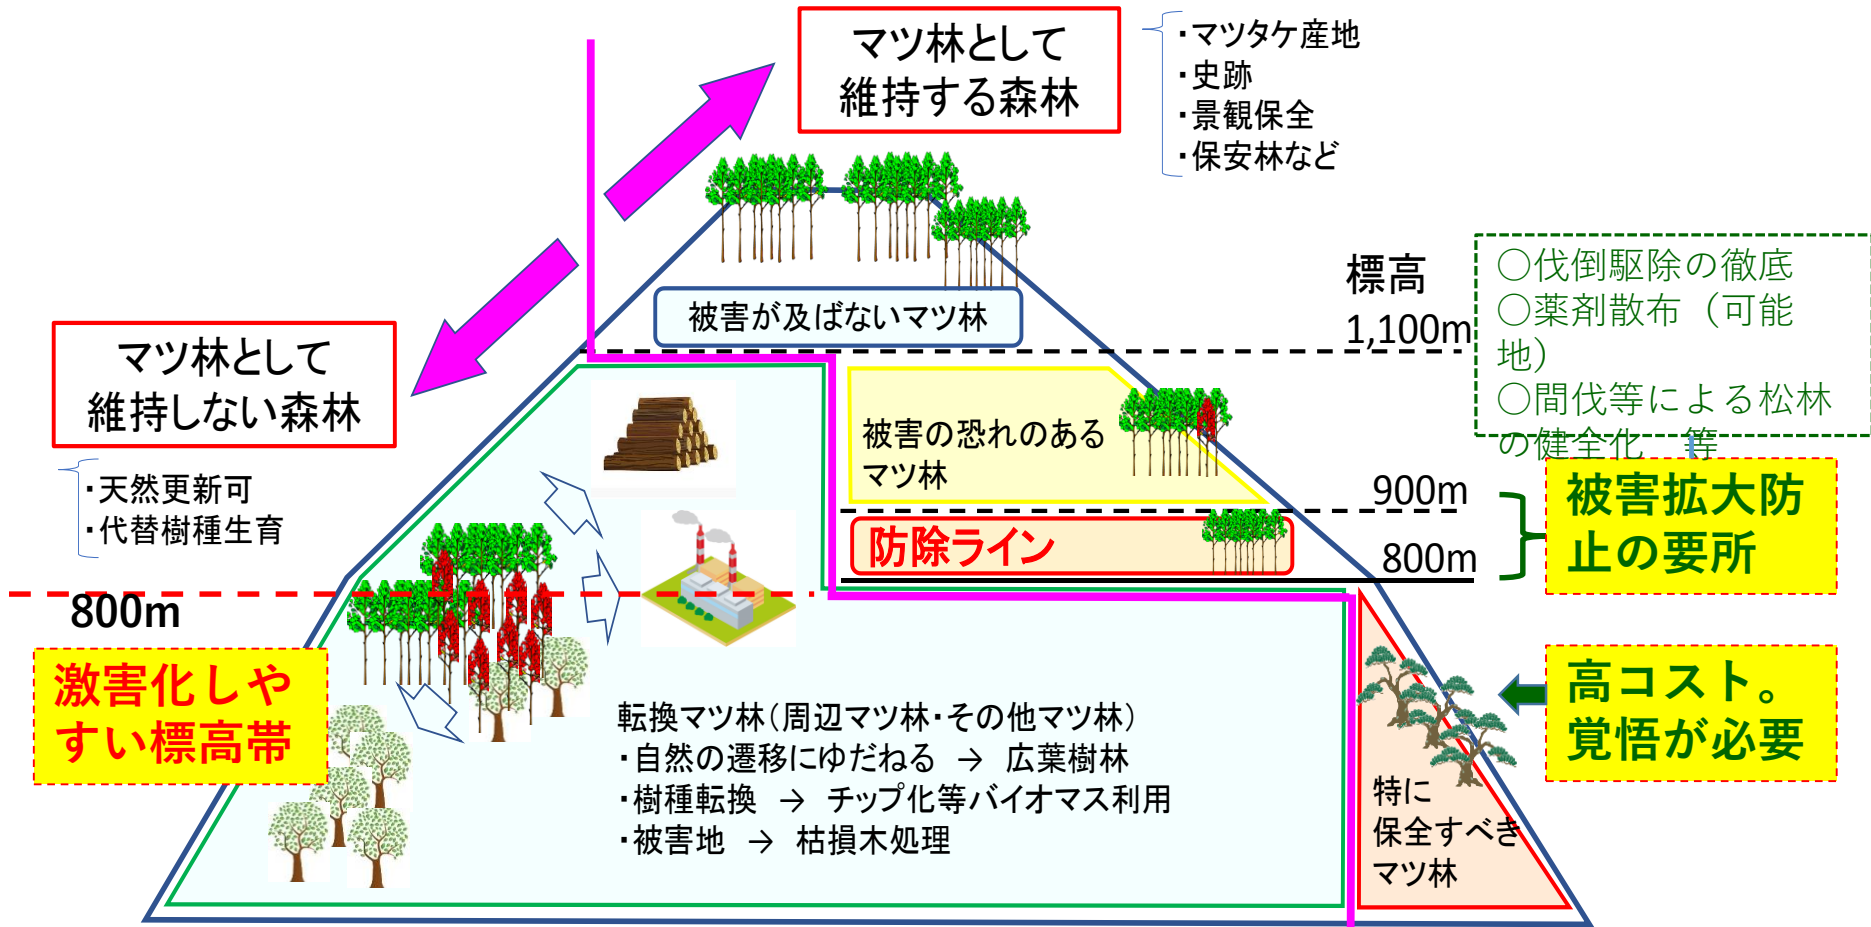 マツ林として
維持する森林
・マツタケ産地
・史跡
・景観保全
・保安林など
標高
1,100m
○伐倒駆除の徹底
○薬剤散布（可能
地）
○間伐等による松林
の健全化　等
被害が及ばないマツ林
マツ林として
維持しない森林
・天然更新可
・代替樹種生育
被害の恐れのある
マツ林
900m
防除ライン
800m
被害拡大防
止の要所
800m
激害化しや
すい標高帯
高コスト。
覚悟が必要
転換マツ林（周辺マツ林・その他マツ林）
・自然の遷移にゆだねる → 広葉樹林
・樹種転換 → チップ化等バイオマス利用
・被害地 → 枯損木処理
特に
保全すべき
マツ林